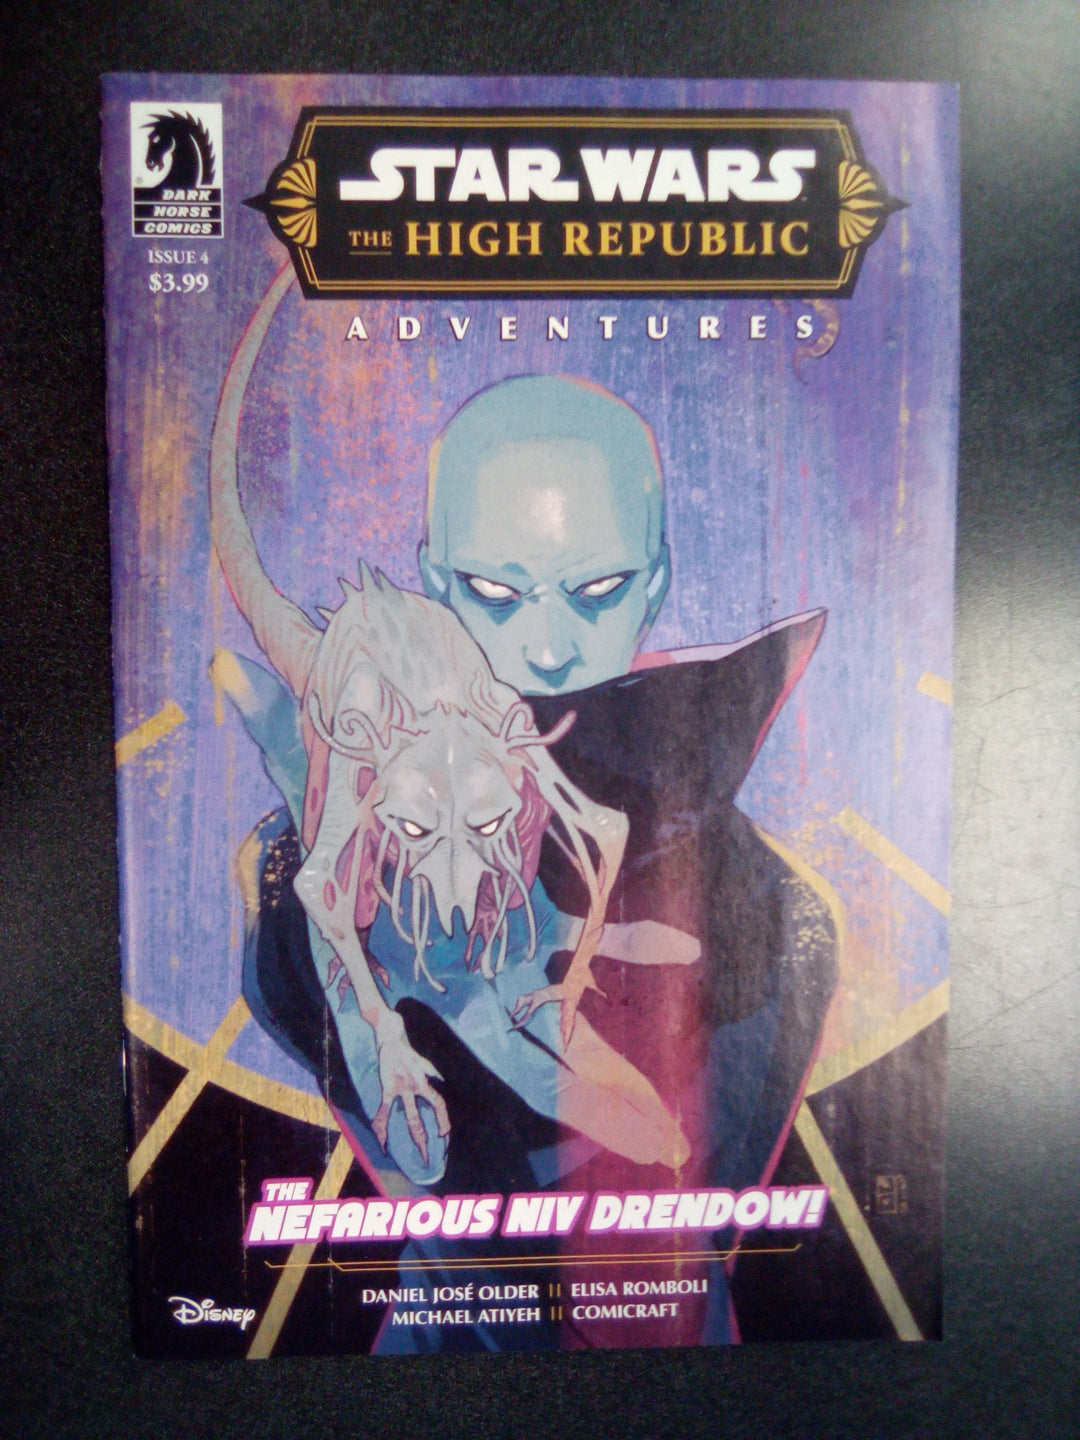 DARK
HORSE
COMICS
ISSUE 4
$3.99
STAR WARS
THE HIGH REPUBLIC
ADVENTURES
THE
NEFARIOUS NIV DRENDOW!
DANIEL JOSÉ OLDER || ELISA ROMBOLI
MICHAEL ATIYEH || COMICRAFT
Disney